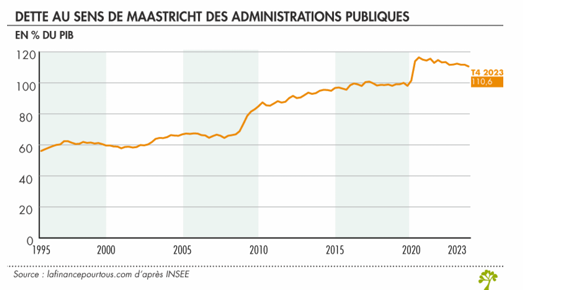 DETTE AU SENS DE MAASTRICHT DES ADMINISTRATIONS PUBLIQUES
EN % DU PIB
120
T4 2023
110,6
100
80
60
40
20
0
1995 2000 2005 2010 2015 2020 2023
Source : lafinancepourtous.com d'après INSEE